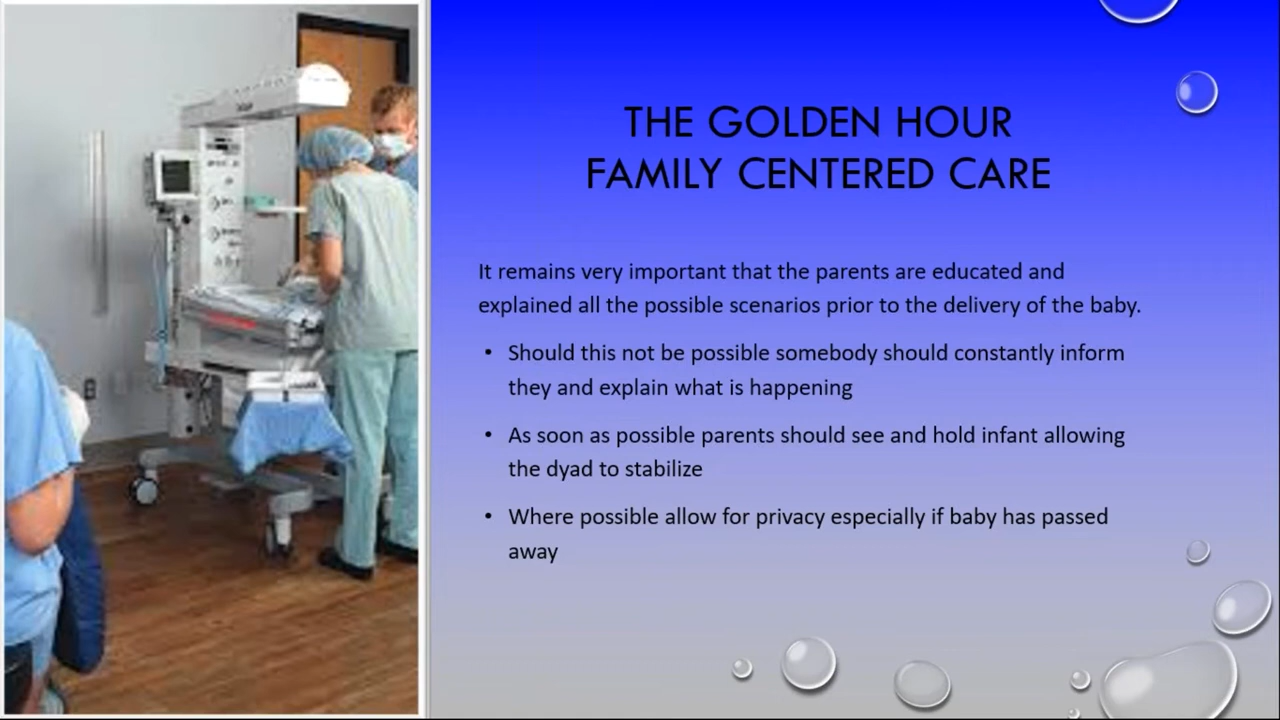 THE GOLDEN HOUR
FAMILY CENTERED CARE
It remains very important that the parents are educated and
explained all the possible scenarios prior to the delivery of the baby.
• Should this not be possible somebody should constantly inform
they and explain what is happening
• As soon as possible parents should see and hold infant allowing
the dyad to stabilize
• Where possible allow for privacy especially if baby has passed
away